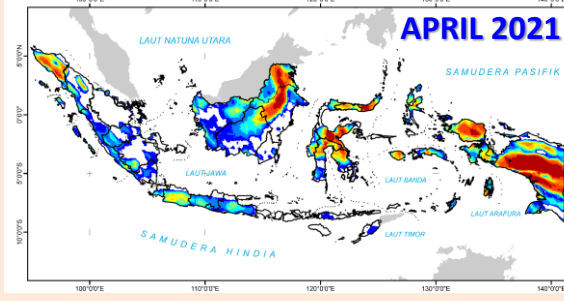 APRIL 2021
LAUT NATUNA UTARA
SAMUDERA PASIFIK
LAUT JAWA
LAUT BANDA
LAUT ARAFURA
LAUT TIMOR
SAMUDERA HINDIA
5°0'0"N
0°0'0"
5°0'0"S
10°0'0"S
100°0'0"E
110°0'0"E
120°0'0"E
130°0'0"E
140°0'0"E